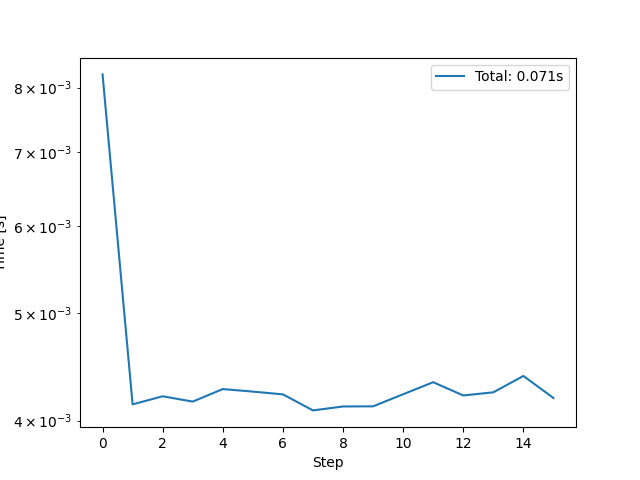 Total: 0.071s
8 × 10⁻³
7 × 10⁻³
6 × 10⁻³
5 × 10⁻³
4 × 10⁻³
Time [s]
0 2 4 6 8 10 12 14
Step